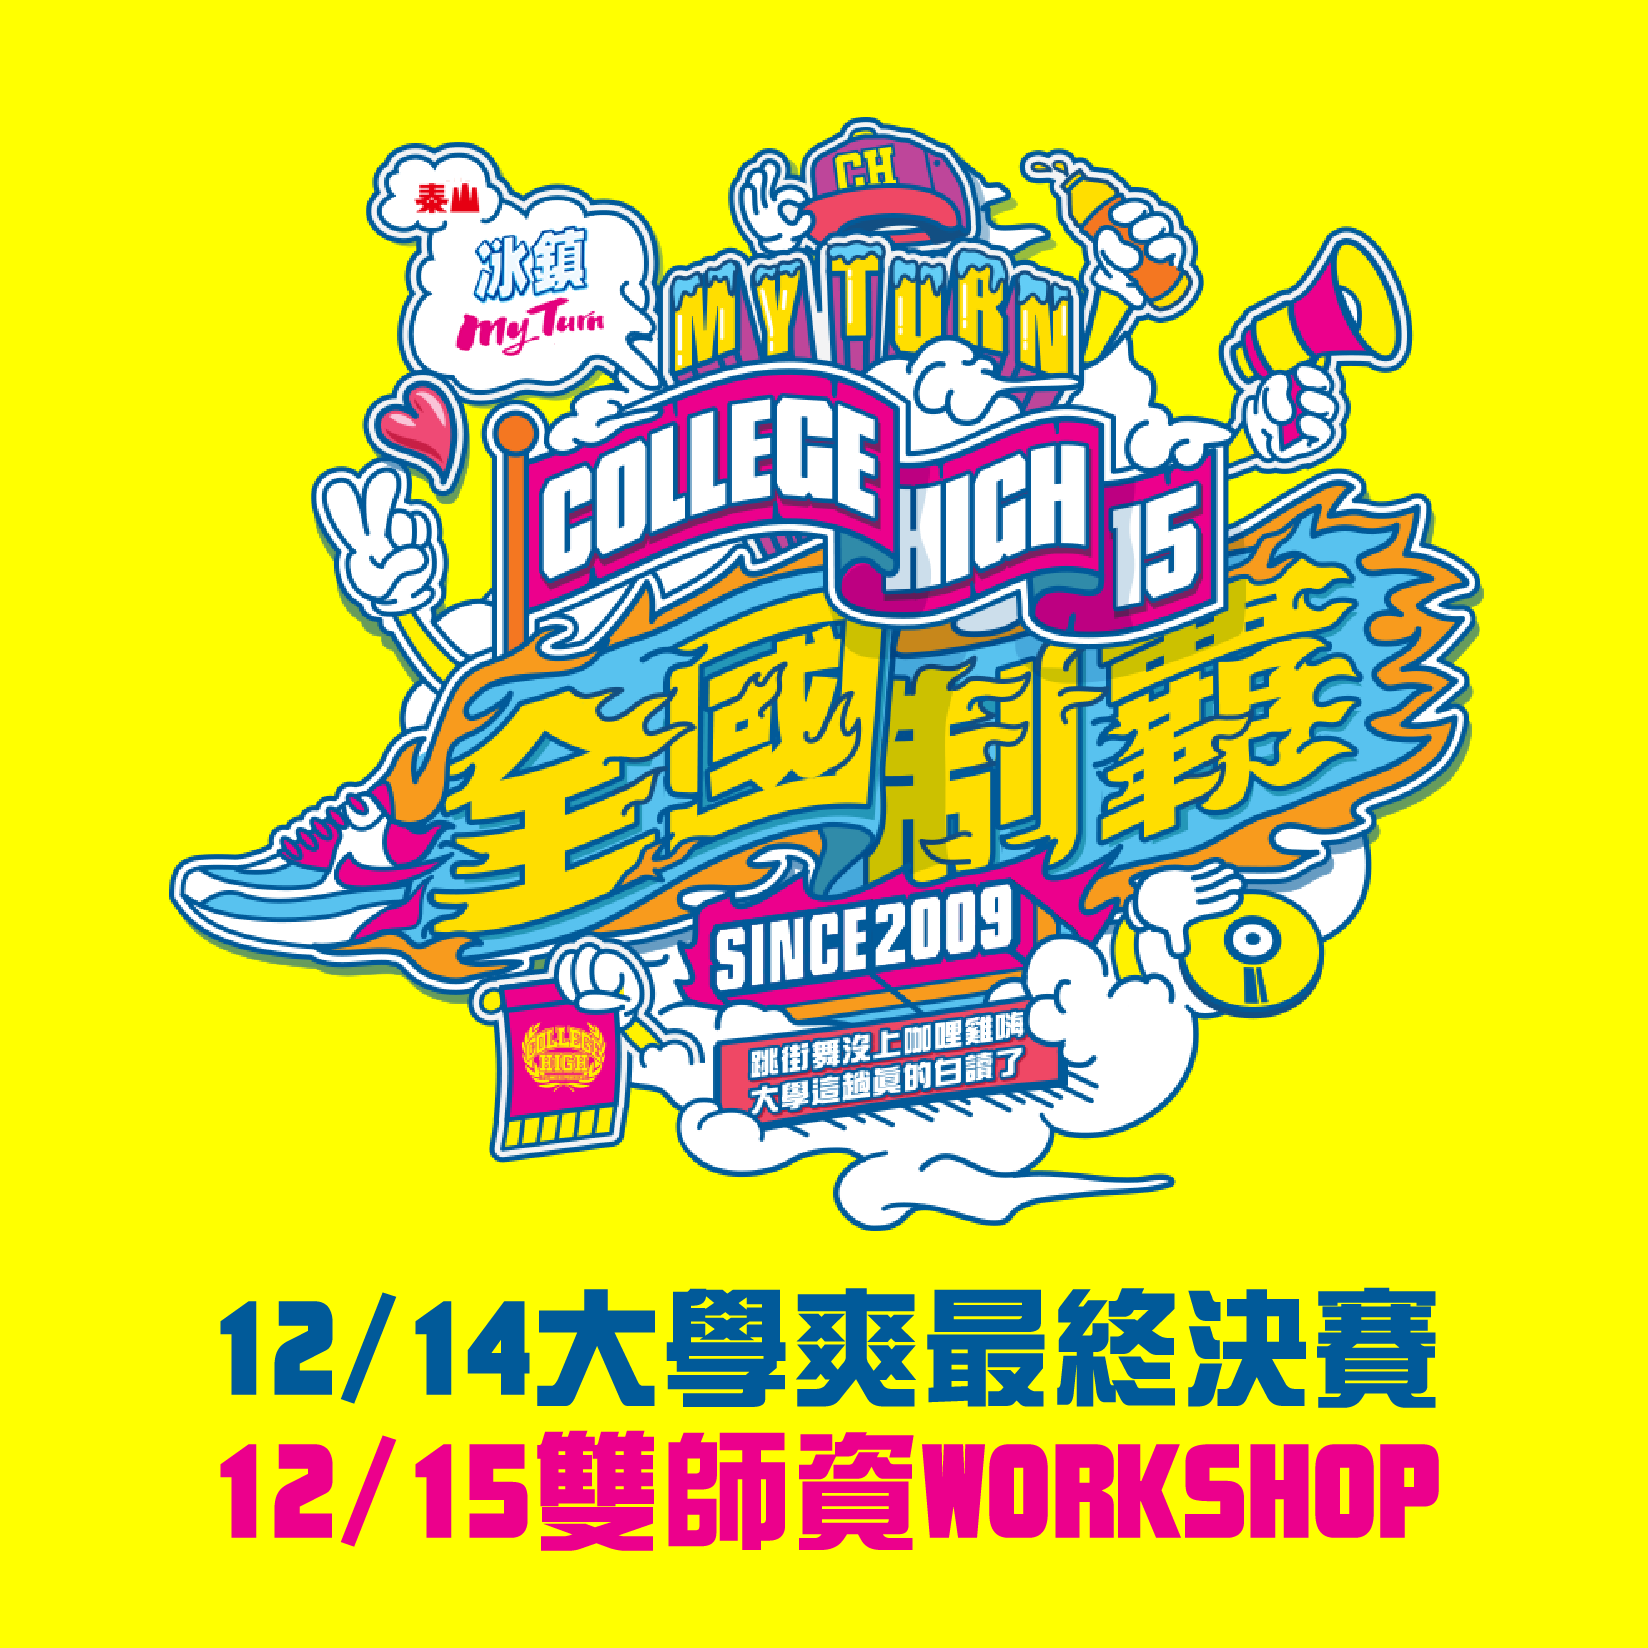 泰山
冰鎮
My Turn
CH
MY TURN
COLLEGE HIGH 15
全國制霸
SINCE2009
COLLEGE
HIGH
跳街舞沒上咖哩雞嗨
大學這趟真的白讀了
12/14大學爽最終決賽
12/15雙師資WORKSHOP